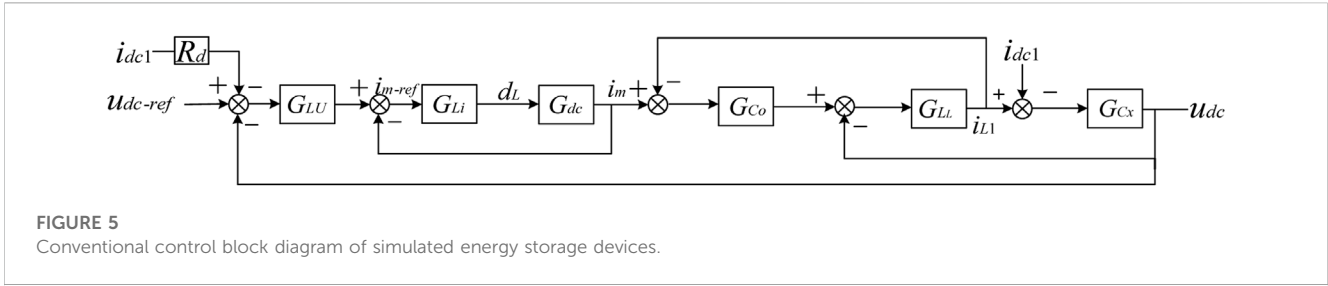 i_dc1 R_d
+ −
u_dc-ref
−
G_LU
+ i_m-ref
−
G_Li
d_L
G_dc
i_m +
−
G_Co
+
−
G_LL
i_L1
+
i_dc1
−
G_Cx
u_dc
FIGURE 5
Conventional control block diagram of simulated energy storage devices.